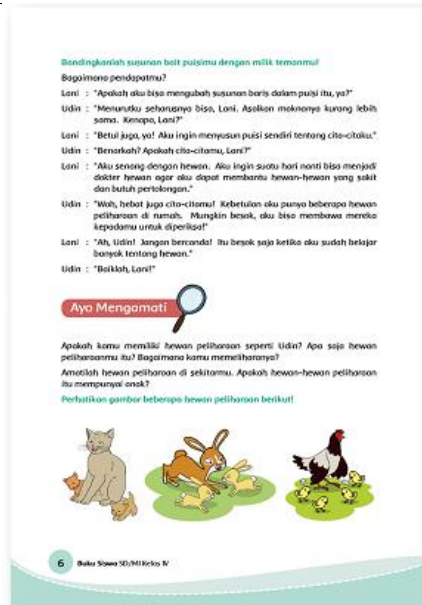 Bandingkanlah susunan bait puisimu dengan milik temanmu!
Bagaimana pendapatmu?
Lani : "Apakah aku bisa mengubah susunan baris dalam puisi itu, ya?"
Udin : "Menurutku seharusnya bisa, Lani. Asalkan maknanya kurang lebih
sama. Kenapa, Lani?"
Lani : "Betul juga, ya! Aku ingin menyusun puisi sendiri tentang cita-citaku."
Udin : "Benarkah? Apakah cita-citamu, Lani?"
Lani : "Aku senang dengan hewan. Aku ingin suatu hari nanti bisa menjadi
dokter hewan agar aku dapat membantu hewan-hewan yang sakit
dan butuh pertolongan."
Udin : "Wah, hebat juga cita-citamu! Kebetulan aku punya beberapa hewan
peliharaan di rumah. Mungkin besok, aku bisa membawa mereka
kepadamu untuk diperiksa!"
Lani : "Ah, Udin! Jangan bercanda! Itu besok saja ketika aku sudah belajar
banyak tentang hewan."
Udin : "Baiklah, Lani!"
Ayo Mengamati
Apakah kamu memiliki hewan peliharaan seperti Udin? Apa saja hewan
peliharaanmu itu? Bagaimana kamu memeliharanya?
Amatilah hewan peliharaan di sekitarmu. Apakah hewan-hewan peliharaan
itu mempunyai anak?
Perhatikan gambar beberapa hewan peliharaan berikut!
6 Buku Siswa SD/MI Kelas IV